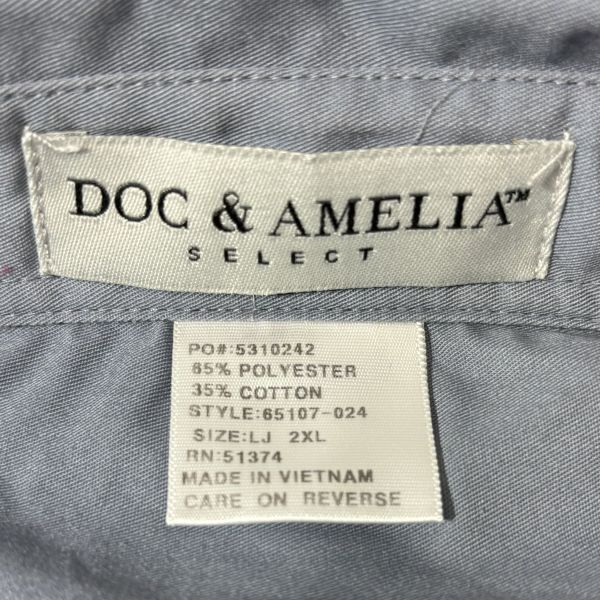 DOC & AMELIA™
SELECT
PO#:5310242
65% POLYESTER
35% COTTON
STYLE:65107-024
SIZE:LJ 2XL
RN:51374
MADE IN VIETNAM
CARE ON REVERSE